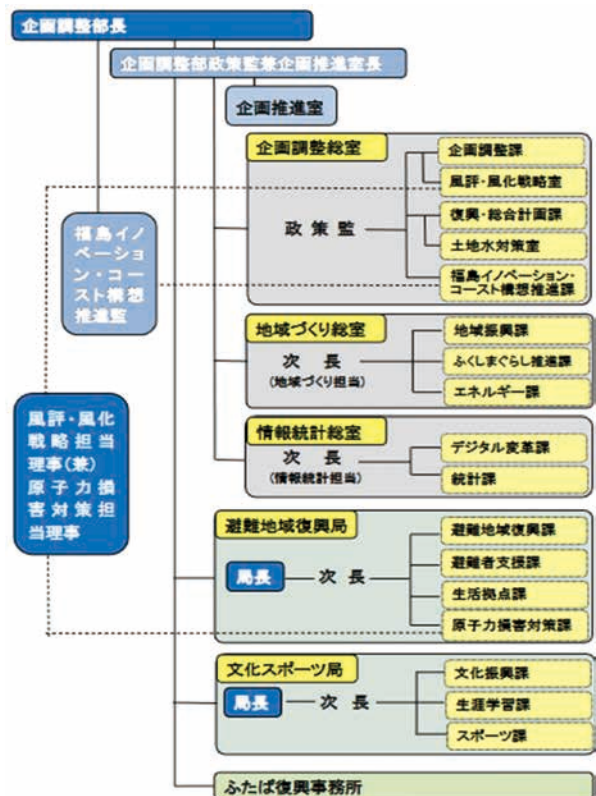 企画調整部長
企画調整部政策監兼企画推進室長
企画推進室
企画調整総室
政策監
企画調整課
風評・風化戦略室
復興・総合計画課
土地水対策室
福島イノベーション・
コースト構想推進課
福島イノ
ベーショ
ン・コー
スト構想
推進監
地域づくり総室
次長
(地域づくり担当)
地域振興課
ふくしまぐらし推進課
エネルギー課
風評・風化
戦略担当
理事(兼)
原子力損
害対策担
当理事
情報統計総室
次長
(情報統計担当)
デジタル変革課
統計課
避難地域復興局
局長
次長
避難地域復興課
避難者支援課
生活拠点課
原子力損害対策課
文化スポーツ局
局長
次長
文化振興課
生涯学習課
スポーツ課
ふたば復興事務所